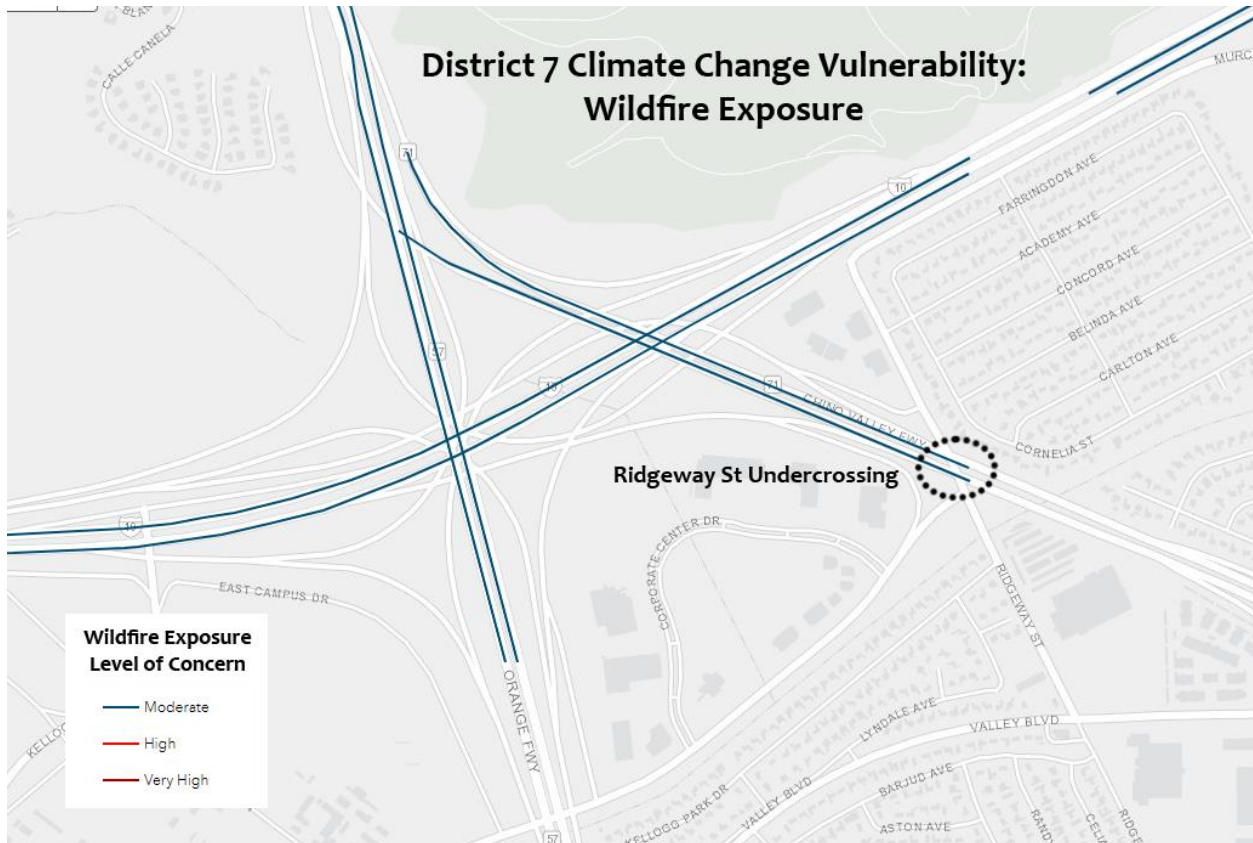 CALLE CANELA
District 7 Climate Change Vulnerability:
Wildfire Exposure
71
10
FARRINGDON AVE
ACADEMY AVE
CONCORD AVE
BELINDA AVE
CARLTON AVE
57
10
71
CHINO VALLEY FWY
CORNELIA ST
Ridgeway St Undercrossing
10
CORPORATE CENTER DR
EAST CAMPUS DR
RIDGEWAY ST
Wildfire Exposure
Level of Concern
Moderate
High
Very High
ORANGE FWY
LYNDALE AVE
VALLEY BLVD
BARJUD AVE
KELLOGG PARK DR
VALLEY BLVD
ASTON AVE
57